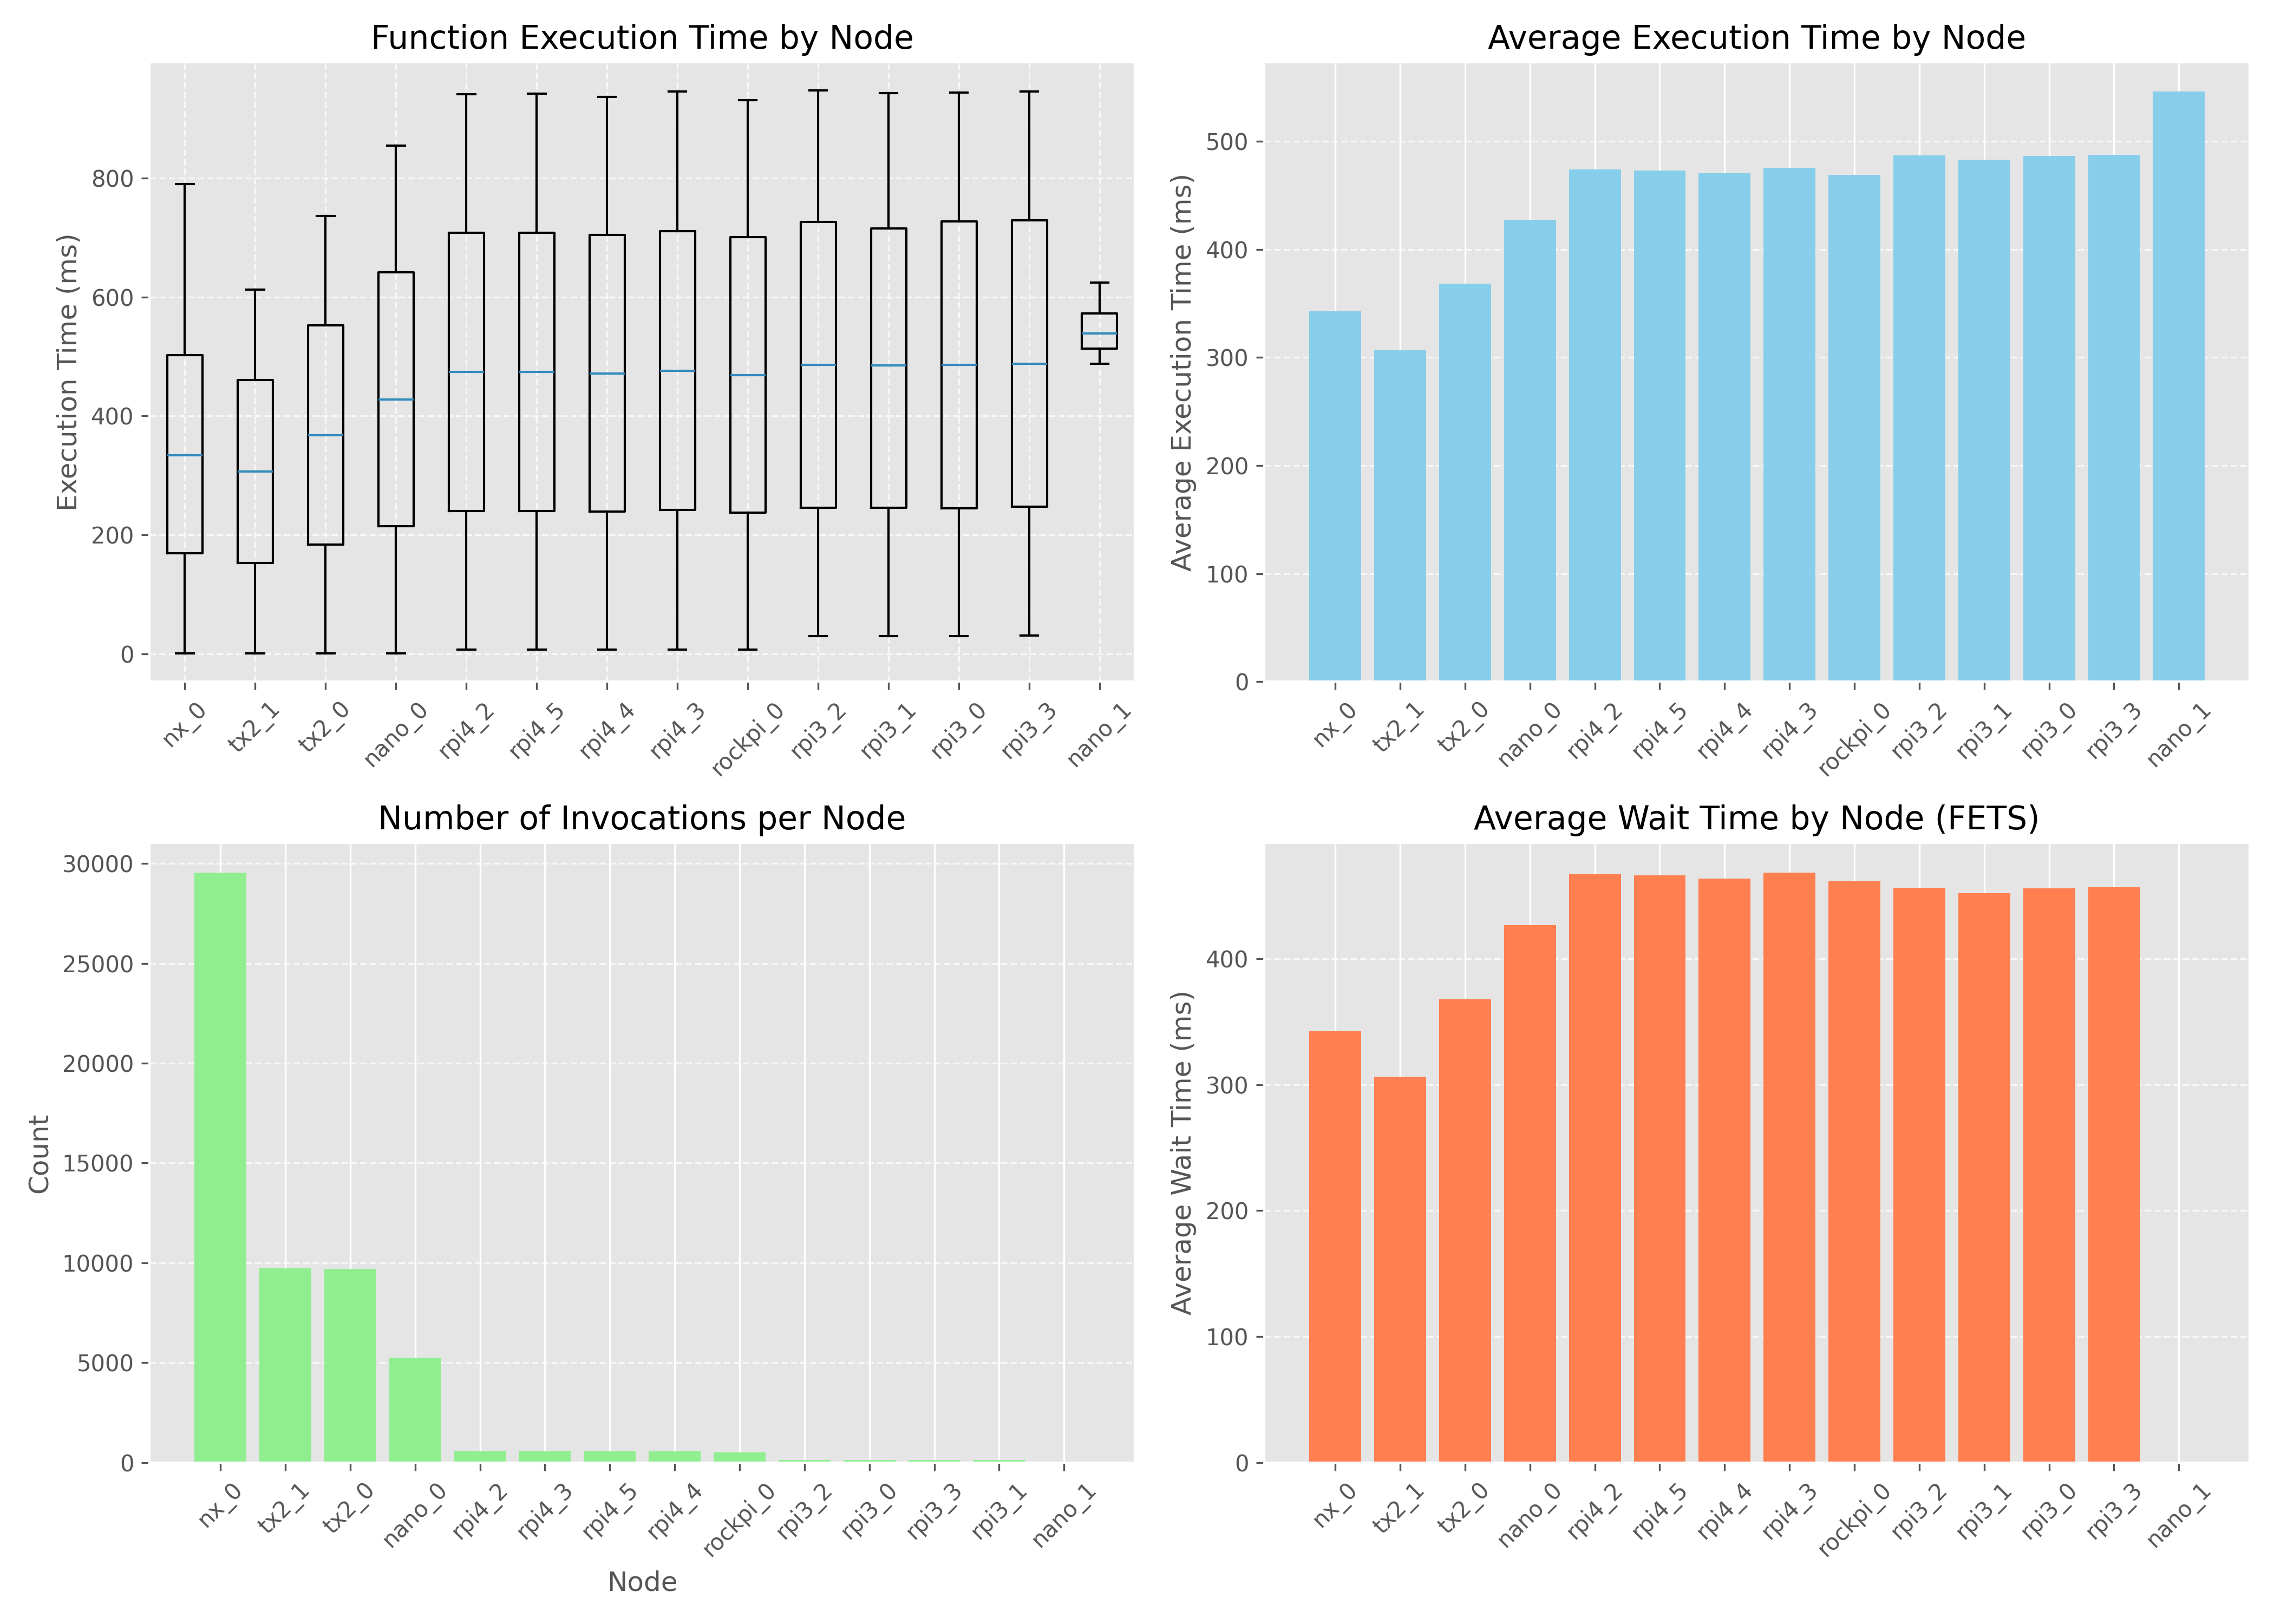 Function Execution Time by Node
Execution Time (ms)
800
600
400
200
0
nx_0
tx2_1
tx2_0
nano_0
rpi4_2
rpi4_5
rpi4_4
rpi4_3
rockpi_0
rpi3_2
rpi3_1
rpi3_0
rpi3_3
nano_1
Average Execution Time by Node
Average Execution Time (ms)
500
400
300
200
100
0
nx_0
tx2_1
tx2_0
nano_0
rpi4_2
rpi4_5
rpi4_4
rpi4_3
rockpi_0
rpi3_2
rpi3_1
rpi3_0
rpi3_3
nano_1
Number of Invocations per Node
Count
30000
25000
20000
15000
10000
5000
0
nx_0
tx2_1
tx2_0
nano_0
rpi4_2
rpi4_3
rpi4_5
rpi4_4
rockpi_0
rpi3_2
rpi3_0
rpi3_3
rpi3_1
nano_1
Node
Average Wait Time by Node (FETS)
Average Wait Time (ms)
400
300
200
100
0
nx_0
tx2_1
tx2_0
nano_0
rpi4_2
rpi4_5
rpi4_4
rpi4_3
rockpi_0
rpi3_2
rpi3_1
rpi3_0
rpi3_3
nano_1